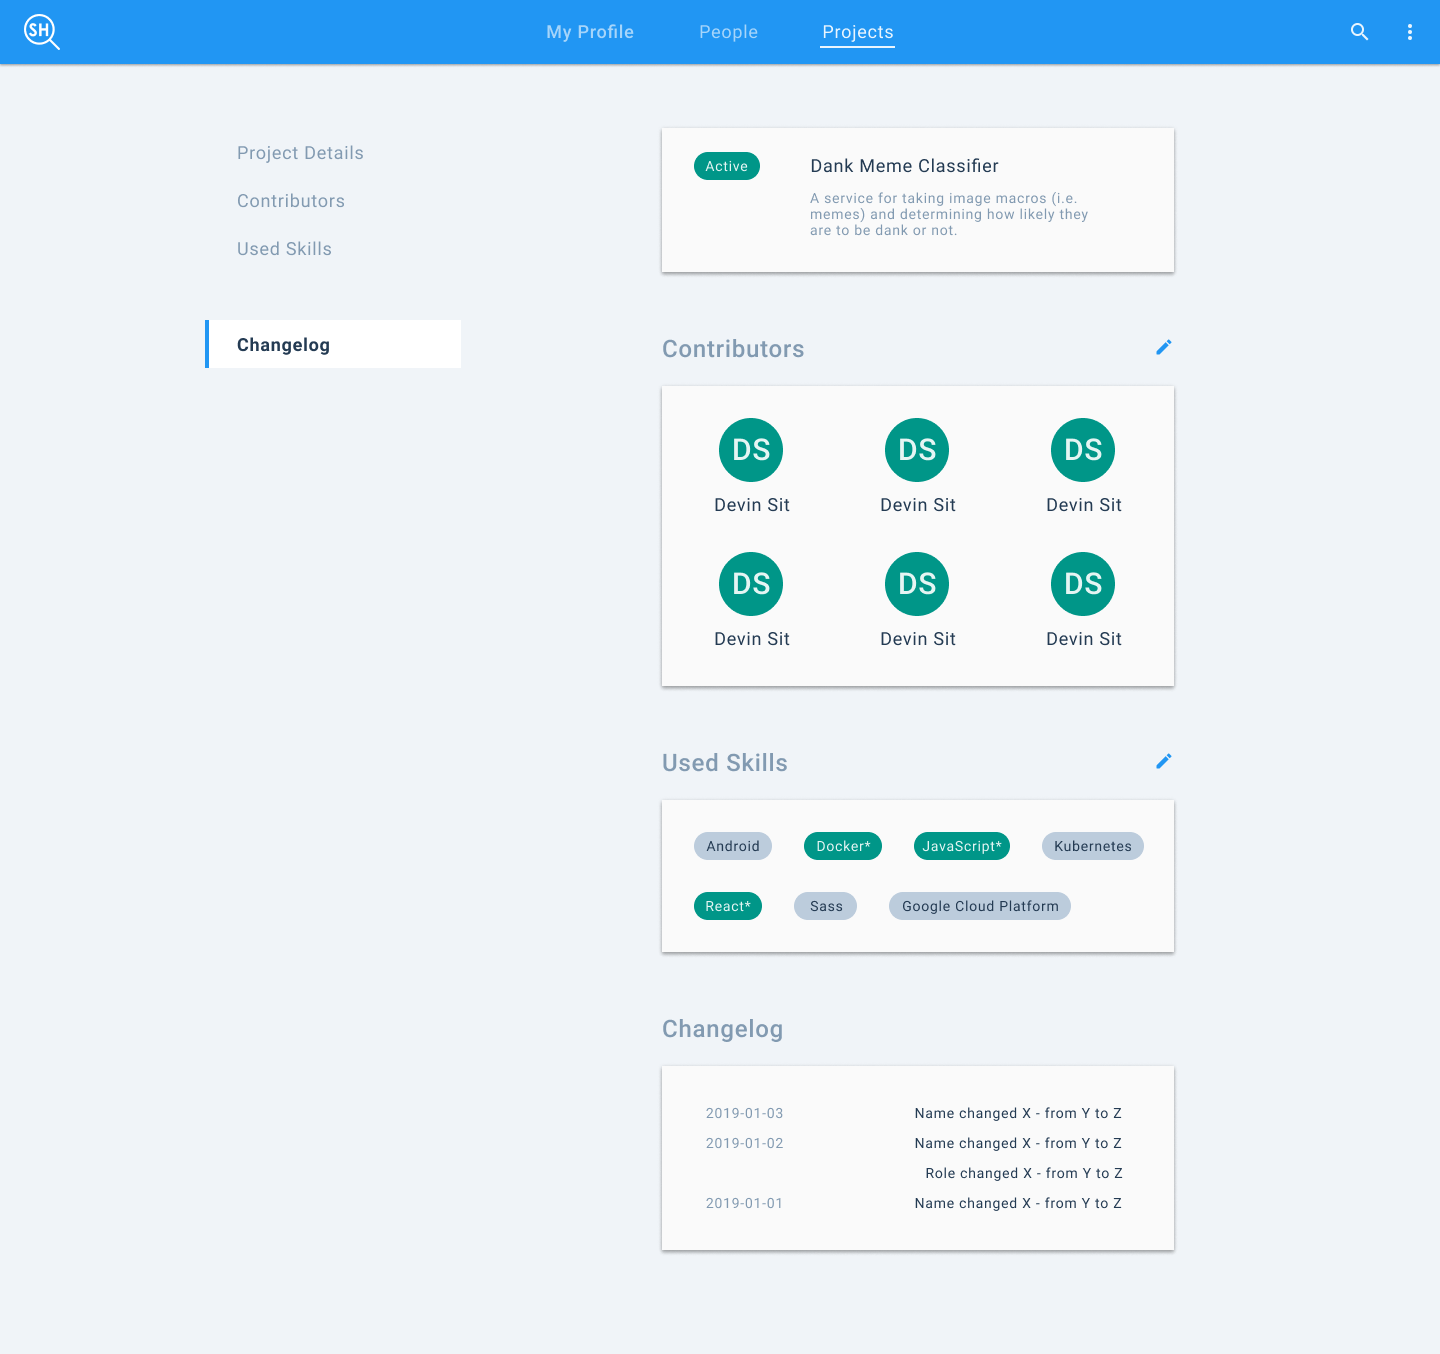 SH
My Profile People Projects
Project Details
Contributors
Used Skills
Changelog
Active
Dank Meme Classifier
A service for taking image macros (i.e.
memes) and determining how likely they
are to be dank or not.
Contributors
DS DS DS
Devin Sit Devin Sit Devin Sit
DS DS DS
Devin Sit Devin Sit Devin Sit
Used Skills
Android Docker* JavaScript* Kubernetes
React* Sass Google Cloud Platform
Changelog
2019-01-03 Name changed X - from Y to Z
2019-01-02 Name changed X - from Y to Z
Role changed X - from Y to Z
2019-01-01 Name changed X - from Y to Z